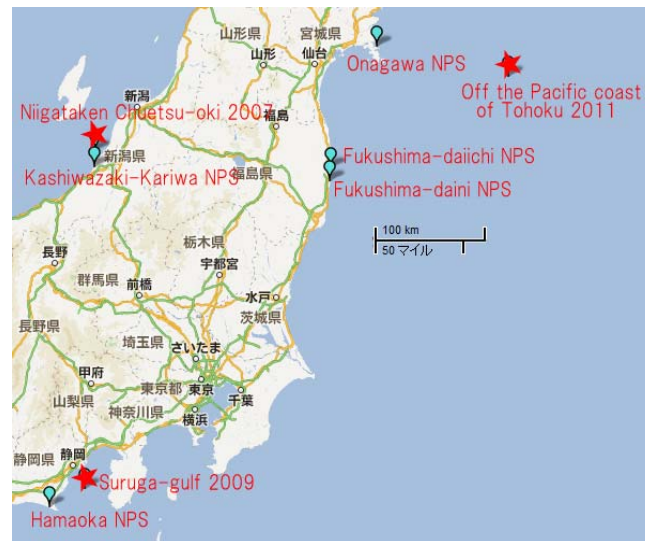 山形県
宮城県
山形
仙台
Onagawa NPS
Off the Pacific coast
of Tohoku 2011
新潟
Niigataken Chuetsu-oki 2007
福島
新潟県
Kashiwazaki-Kariwa NPS
福島県
Fukushima-daiichi NPS
Fukushima-daini NPS
100 km
50 マイル
栃木県
長野
群馬県
宇都宮
前橋
水戸
茨城県
長野県
埼玉県
さいたま
甲府
東京都
東京
山梨県
千葉
神奈川県
横浜
静岡県
静岡
Suruga-gulf 2009
Hamaoka NPS